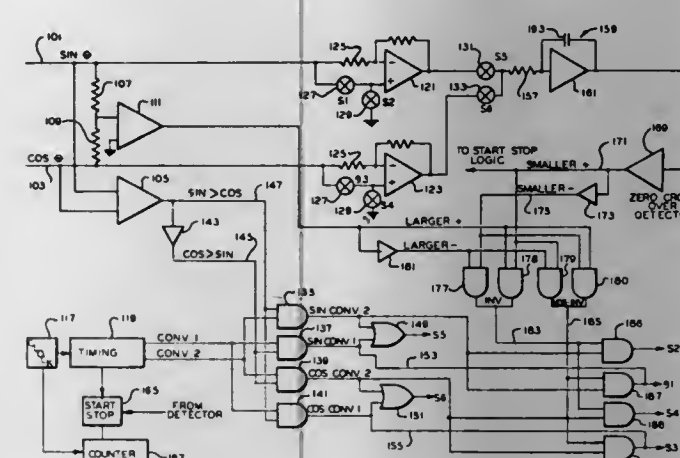 101
SIN θ
107
109
111
COS θ
103
105
125
127
S1
129
S2
121
131
S5
133
S6
157
193
159
161
125
127
129
S4
123
TO START STOP
LOGIC
SMALLER +
171
169
SMALLER-
175
173
ZERO
OVER
147
SIN>COS
143
145
COS>SIN
LARGER +
LARGER-
181
177
178
179
180
INV
NON-INV
183
185
186
S2
187
S1
188
S4
S3
135
SIN CONV 2
137
SIN CONV 1
139
COS CONV 2
141
COS CONV 1
149
S5
153
151
S6
155
117
119
TIMING
CONV 1
CONV 2
165
START
STOP
FROM
DETECTOR
COUNTER